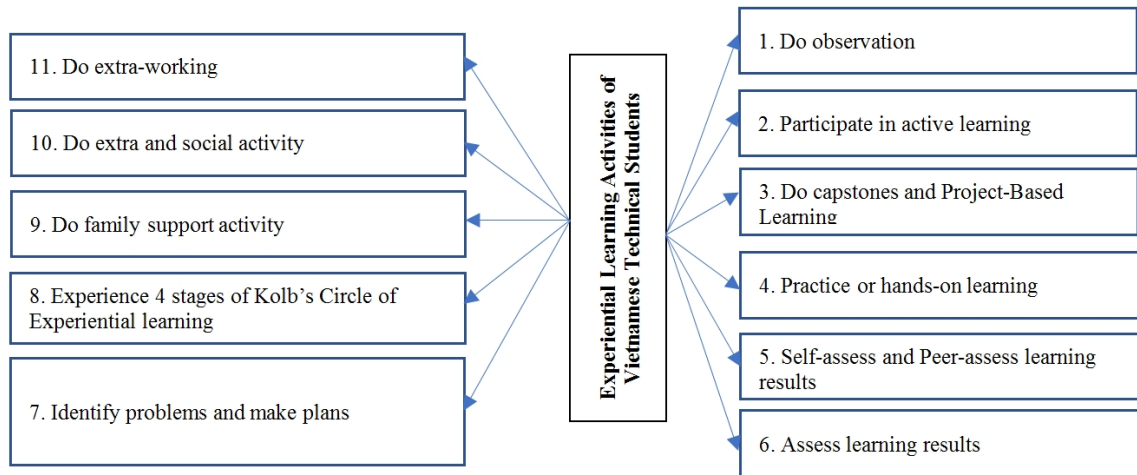 11. Do extra-working
10. Do extra and social activity
9. Do family support activity
8. Experience 4 stages of Kolb's Circle of
Experiential learning
7. Identify problems and make plans
Experiential Learning Activities of
Vietnamese Technical Students
1. Do observation
2. Participate in active learning
3. Do capstones and Project-Based
Learning
4. Practice or hands-on learning
5. Self-assess and Peer-assess learning
results
6. Assess learning results